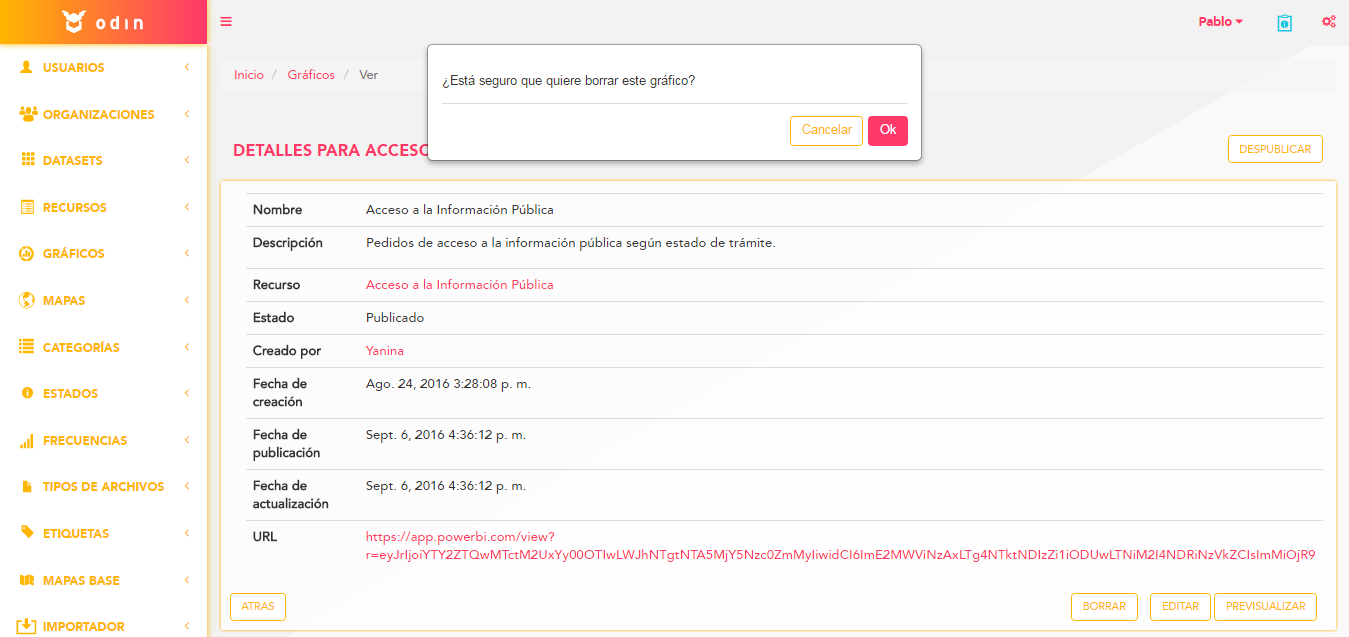 odin
Pablo
USUARIOS
ORGANIZACIONES
DATASETS
RECURSOS
GRÁFICOS
MAPAS
CATEGORÍAS
ESTADOS
FRECUENCIAS
TIPOS DE ARCHIVOS
ETIQUETAS
MAPAS BASE
IMPORTADOR
Inicio / Gráficos / Ver
¿Está seguro que quiere borrar este gráfico?
Cancelar Ok
DETALLES PARA ACCESO
DESPUBLICAR
Nombre Acceso a la Información Pública
Descripción Pedidos de acceso a la información pública según estado de trámite.
Recurso Acceso a la Información Pública
Estado Publicado
Creado por Yanina
Fecha de creación Ago. 24, 2016 3:28:08 p. m.
Fecha de publicación Sept. 6, 2016 4:36:12 p. m.
Fecha de actualización Sept. 6, 2016 4:36:12 p. m.
URL https://app.powerbi.com/view?
r=eyJrIjoiYTY2ZTQwMTctM2UxYy00OTIwLWJhNTgtNTA5MjY5Nzc0ZmMyIiwidCI6ImE2MWViNzAxLTg4NTktNDIzZi1iODUwLTNiM2I4NDRiNzVkZCIsImMiOjR9
ATRAS
BORRAR EDITAR PREVISUALIZAR